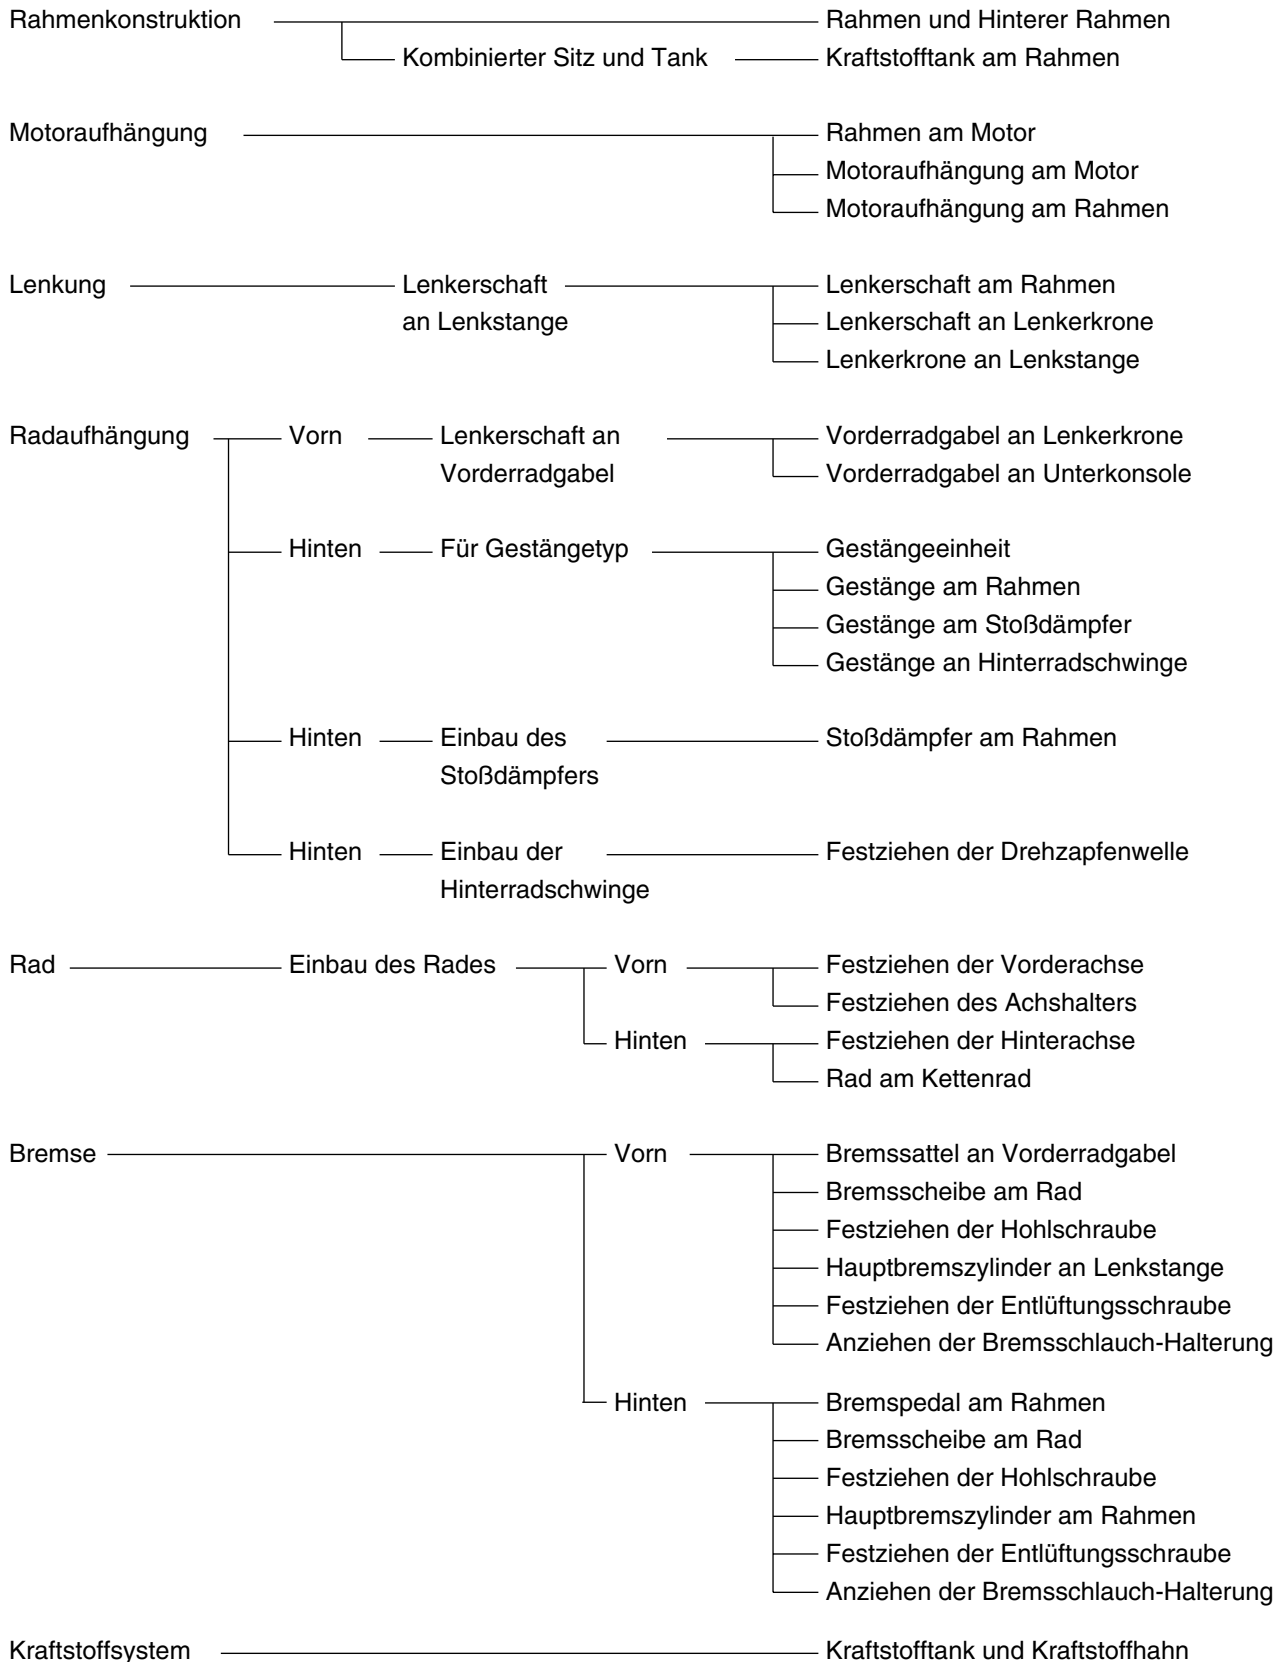 Rahmenkonstruktion Rahmen und Hinterer Rahmen
Kombinierter Sitz und Tank Kraftstofftank am Rahmen
Motoraufhängung Rahmen am Motor
Motoraufhängung am Motor
Motoraufhängung am Rahmen
Lenkung Lenkerschaft Lenkerschaft am Rahmen
an Lenkstange Lenkerschaft an Lenkerkrone
Lenkerkrone an Lenkstange
Radaufhängung Vorn Lenkerschaft an Vorderradgabel an Lenkerkrone
Vorderradgabel Vorderradgabel an Unterkonsole
Hinten Für Gestängetyp Gestängeeinheit
Gestänge am Rahmen
Gestänge am Stoßdämpfer
Gestänge an Hinterradschwinge
Hinten Einbau des Stoßdämpfer am Rahmen
Stoßdämpfers
Hinten Einbau der Festziehen der Drehzapfenwelle
Hinterradschwinge
Rad Einbau des Rades Vorn Festziehen der Vorderachse
Festziehen des Achshalters
Hinten Festziehen der Hinterachse
Rad am Kettenrad
Bremse Vorn Bremssattel an Vorderradgabel
Bremsscheibe am Rad
Festziehen der Hohlschraube
Hauptbremszylinder an Lenkstange
Festziehen der Entlüftungsschraube
Anziehen der Bremsschlauch-Halterung
Hinten Bremspedal am Rahmen
Bremsscheibe am Rad
Festziehen der Hohlschraube
Hauptbremszylinder am Rahmen
Festziehen der Entlüftungsschraube
Anziehen der Bremsschlauch-Halterung
Kraftstoffsystem Kraftstofftank und Kraftstoffhahn